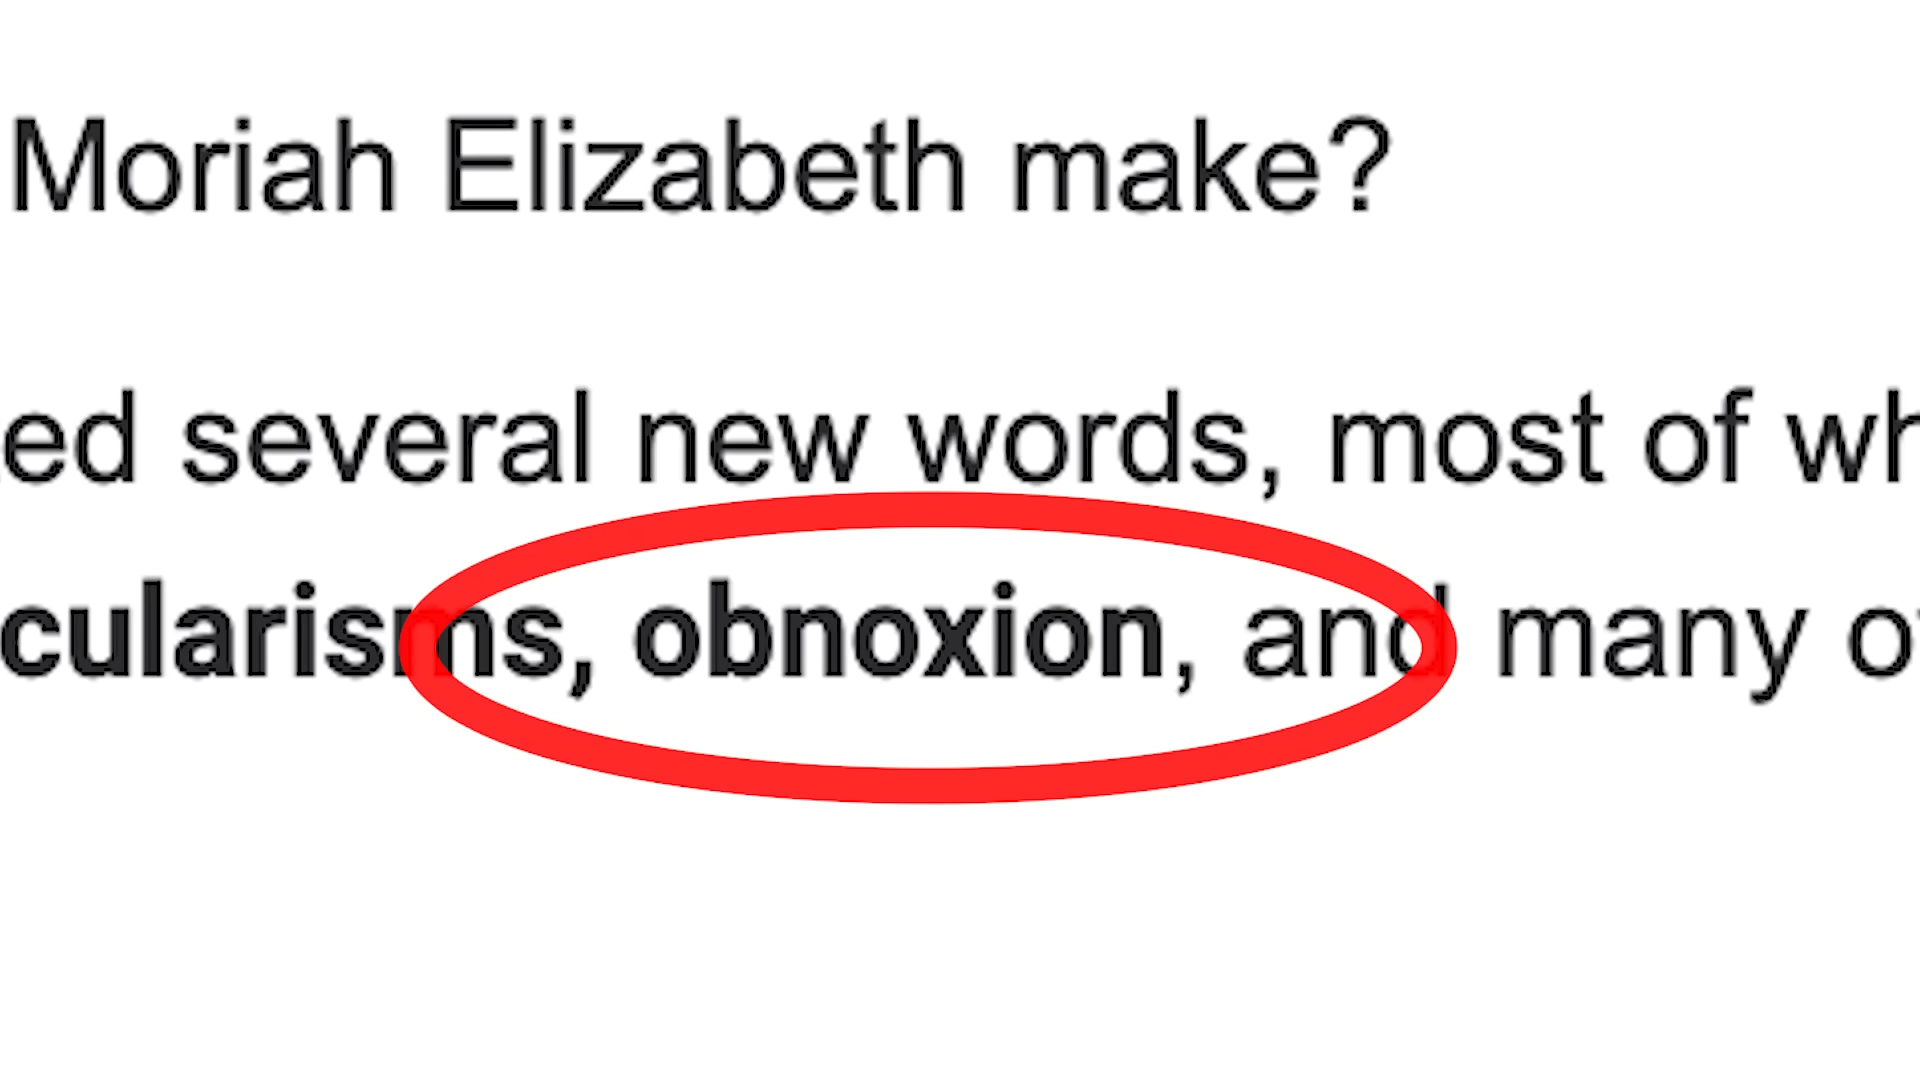 Moriah Elizabeth make?
ed several new words, most of wh
cularisms, obnoxion, and many o